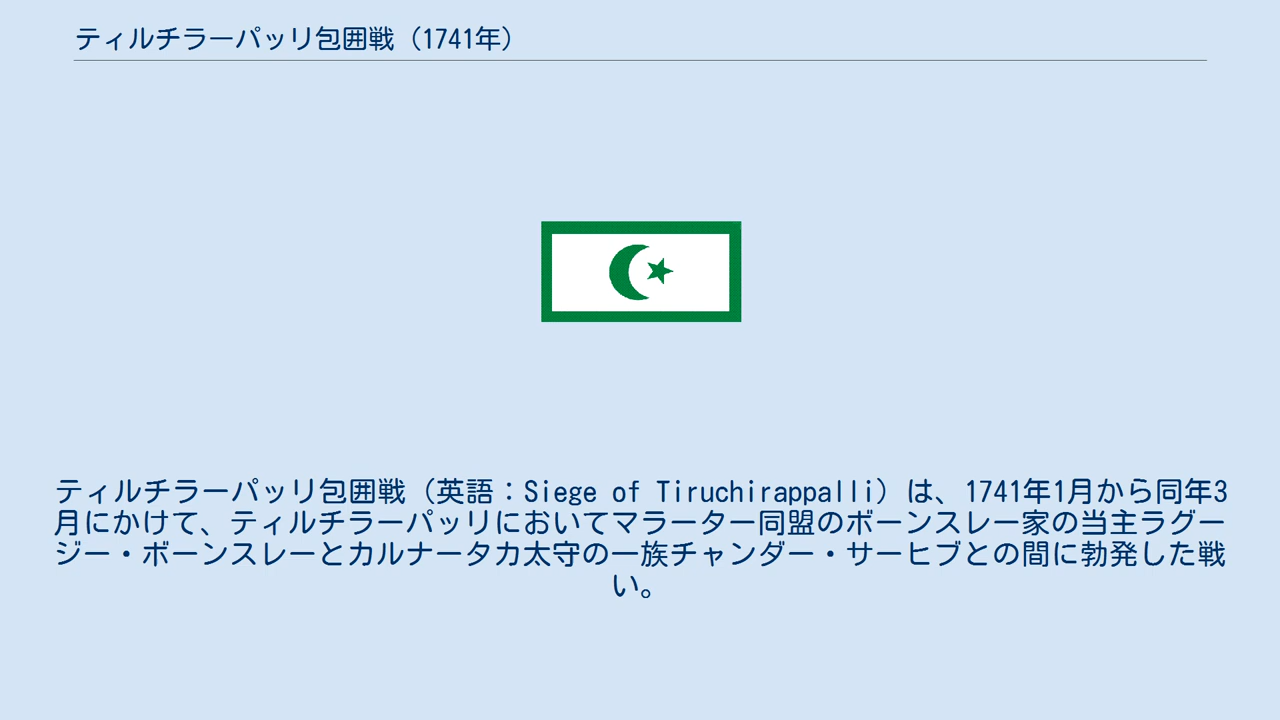 ティルチラーパッリ包囲戦（1741年）
ティルチラーパッリ包囲戦（英語：Siege of Tiruchirappalli）は、1741年1月から同年3
月にかけて、ティルチラーパッリにおいてマラーター同盟のボーンスレー家の当主ラグー
ジー・ボーンスレーとカルナータカ太守の一族チャンダー・サーヒブとの間に勃発した戦
い。